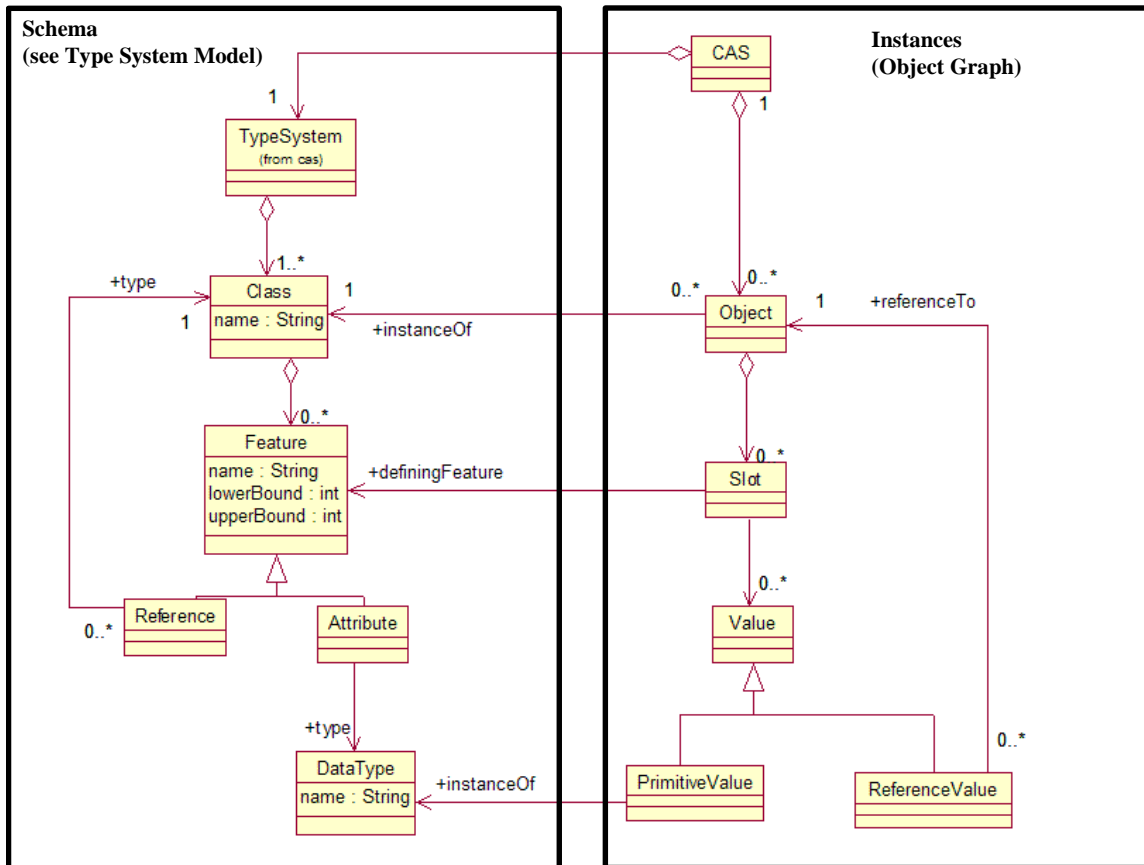 Schema
(see Type System Model)
Instances
(Object Graph)
CAS
1
1
TypeSystem
(from cas)
1..*
+type
1
Class
name : String
1
+instanceOf
0..*
0..*
Object
1
+referenceTo
0..*
Feature
name : String
lowerBound : int
upperBound : int
+definingFeature
0..*
Slot
0..*
Reference
0..*
Attribute
Value
+type
DataType
name : String
+instanceOf
PrimitiveValue
0..*
ReferenceValue